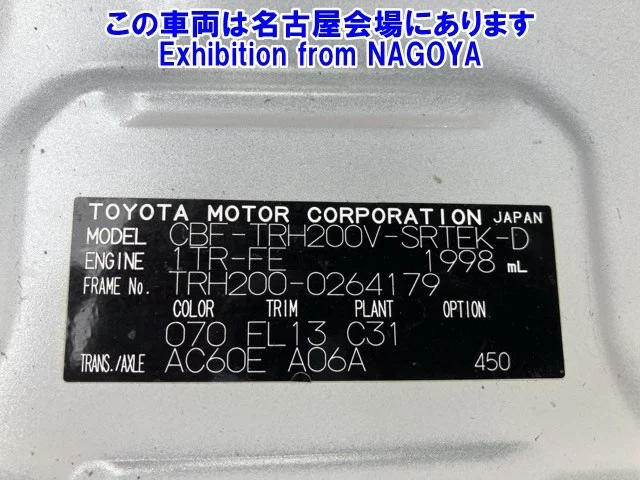 この車両は名古屋会場にあります
Exhibition from NAGOYA
TOYOTA MOTOR CORPORATION JAPAN
MODEL CBF-TRH200V-SRTEK-D
ENGINE 1TR-FE 1998 mL
FRAME No. TRH200-0264179
COLOR TRIM PLANT OPTION
070 FL13 C31
TRANS./AXLE AC60E A06A 450